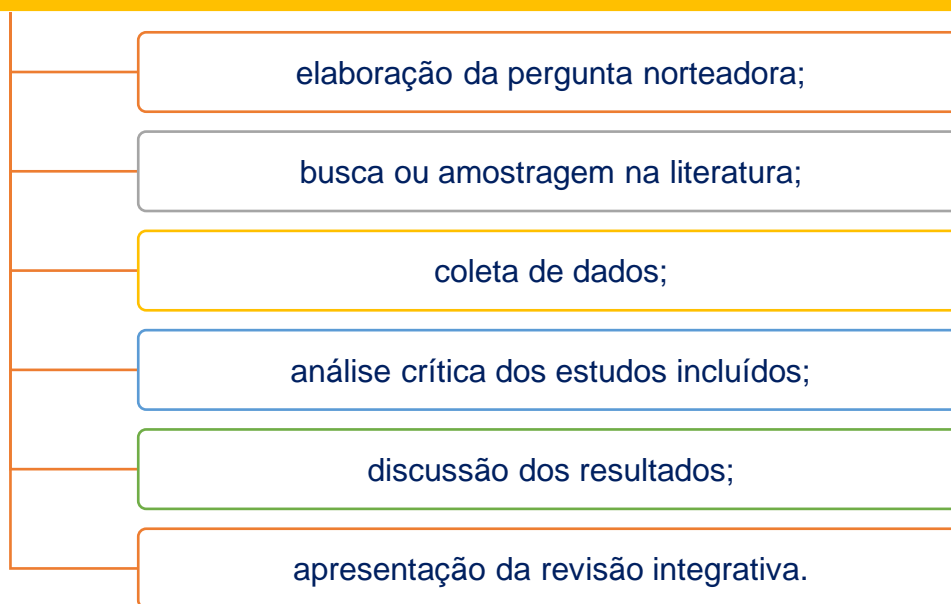 elaboração da pergunta norteadora;
busca ou amostragem na literatura;
coleta de dados;
análise crítica dos estudos incluídos;
discussão dos resultados;
apresentação da revisão integrativa.